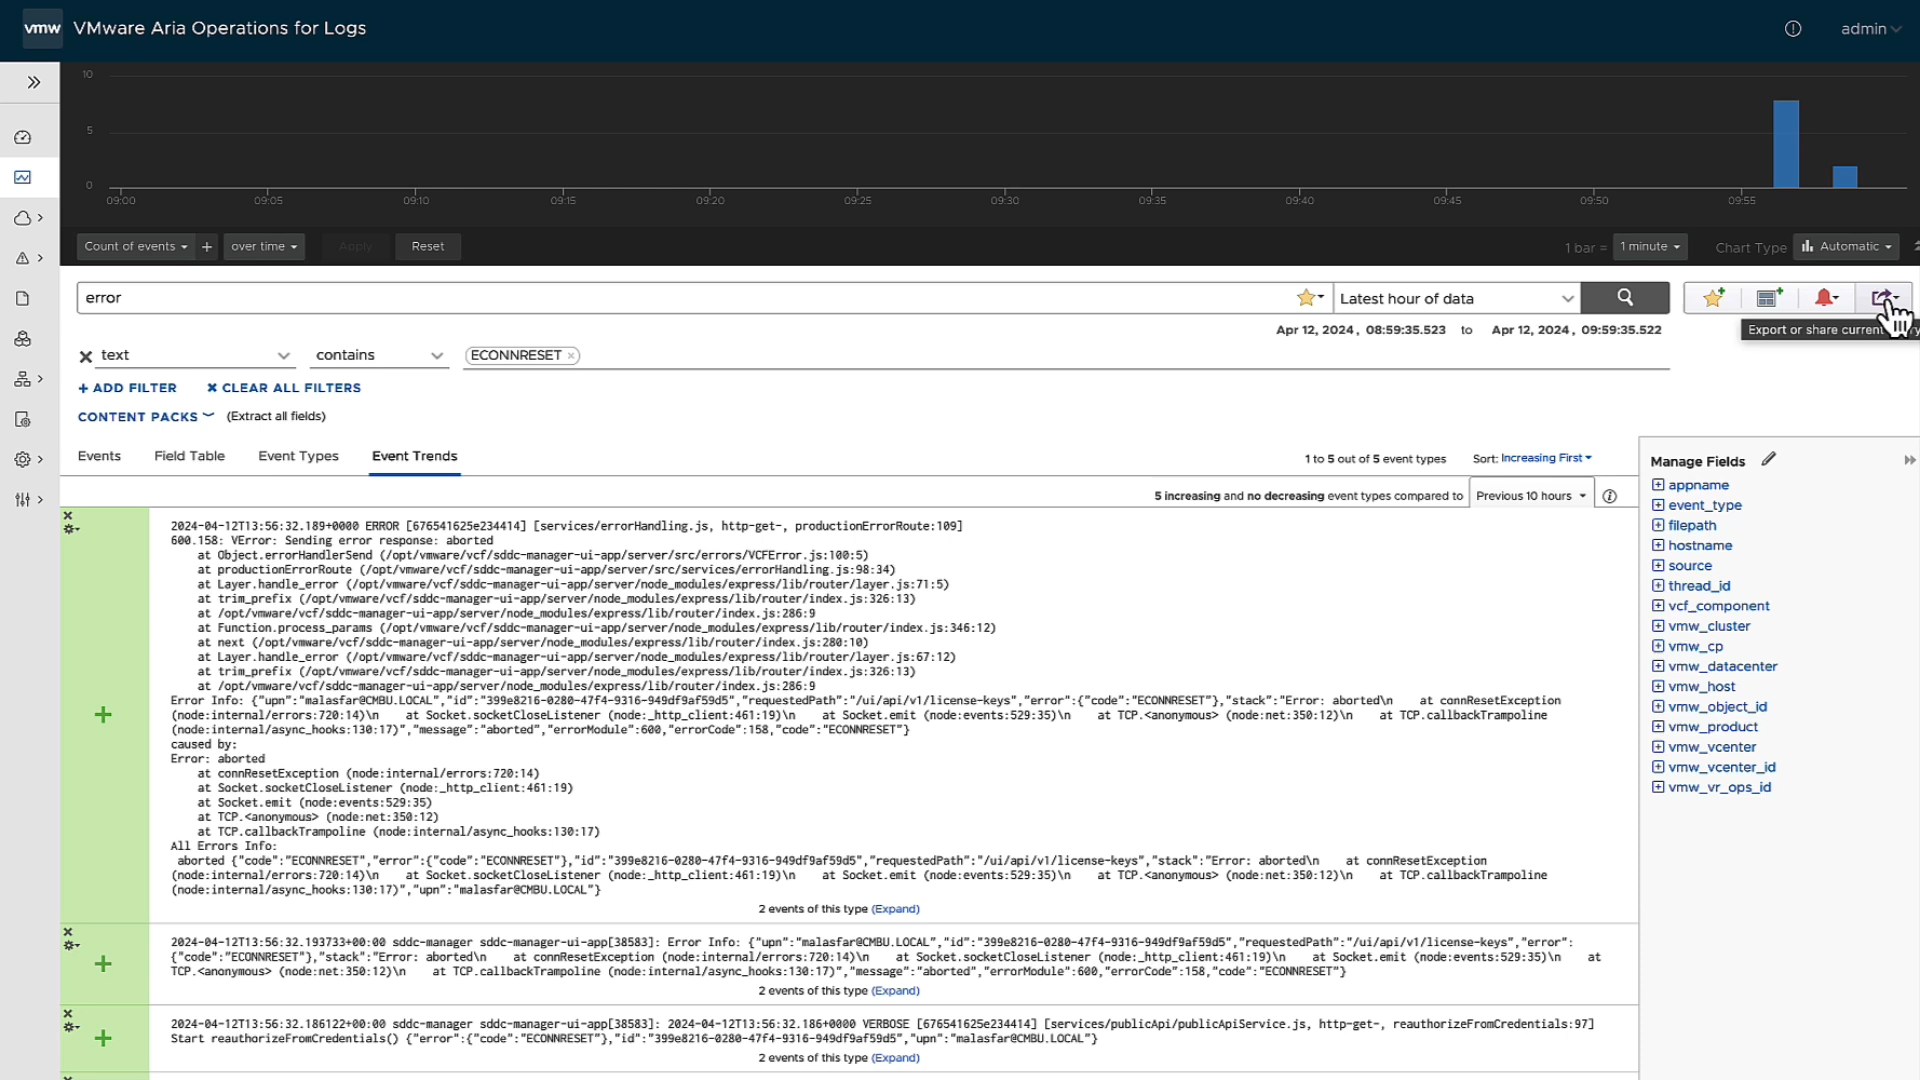 vmw VMware Aria Operations for Logs
admin
10
5
0
09:00 09:05 09:10 09:15 09:20 09:25 09:30 09:35 09:40 09:45 09:50 09:55
Count of events + over time Apply Reset 1 bar = 1 minute Chart Type Automatic
error Latest hour of data
Apr 12, 2024 , 08:59:35.523 to Apr 12, 2024 , 09:59:35.522
Export or share current
text contains ECONNRESET ×
+ ADD FILTER × CLEAR ALL FILTERS
CONTENT PACKS (Extract all fields)
Events Field Table Event Types Event Trends 1 to 5 out of 5 event types Sort: Increasing First
5 increasing and no decreasing event types compared to Previous 10 hours
2024-04-12T13:56:32.189+0000 ERROR [676541625e234414] [services/errorHandling.js, http-get-, productionErrorRoute:109]
600.158: VError: Sending error response: aborted
at Object.errorHandlerSend (/opt/vmware/vcf/sddc-manager-ui-app/server/src/errors/VCFError.js:100:5)
at productionErrorRoute (/opt/vmware/vcf/sddc-manager-ui-app/server/src/services/errorHandling.js:98:34)
at Layer.handle_error (/opt/vmware/vcf/sddc-manager-ui-app/server/node_modules/express/lib/router/layer.js:71:5)
at trim_prefix (/opt/vmware/vcf/sddc-manager-ui-app/server/node_modules/express/lib/router/index.js:326:13)
at /opt/vmware/vcf/sddc-manager-ui-app/server/node_modules/express/lib/router/index.js:286:9
at Function.process_params (/opt/vmware/vcf/sddc-manager-ui-app/server/node_modules/express/lib/router/index.js:346:12)
at next (/opt/vmware/vcf/sddc-manager-ui-app/server/node_modules/express/lib/router/index.js:280:10)
at Layer.handle_error (/opt/vmware/vcf/sddc-manager-ui-app/server/node_modules/express/lib/router/layer.js:67:12)
at trim_prefix (/opt/vmware/vcf/sddc-manager-ui-app/server/node_modules/express/lib/router/index.js:326:13)
at /opt/vmware/vcf/sddc-manager-ui-app/server/node_modules/express/lib/router/index.js:286:9
Error Info: {"upn":"malasfar@CMBU.LOCAL","id":"399e8216-0280-47f4-9316-949df9af59d5","requestedPath":"/ui/api/v1/license-keys","error":{"code":"ECONNRESET"},"stack":"Error: aborted\n at connResetException
(node:internal/errors:720:14)\n at Socket.socketCloseListener (node:_http_client:461:19)\n at Socket.emit (node:events:529:35)\n at TCP.<anonymous> (node:net:350:12)\n at TCP.callbackTrampoline
(node:internal/async_hooks:130:17)","message":"aborted","errorModule":600,"errorCode":158,"code":"ECONNRESET"}
caused by:
Error: aborted
at connResetException (node:internal/errors:720:14)
at Socket.socketCloseListener (node:_http_client:461:19)
at Socket.emit (node:events:529:35)
at TCP.<anonymous> (node:net:350:12)
at TCP.callbackTrampoline (node:internal/async_hooks:130:17)
All Errors Info:
aborted {"code":"ECONNRESET","error":{"code":"ECONNRESET"},"id":"399e8216-0280-47f4-9316-949df9af59d5","requestedPath":"/ui/api/v1/license-keys","stack":"Error: aborted\n at connResetException
(node:internal/errors:720:14)\n at Socket.socketCloseListener (node:_http_client:461:19)\n at Socket.emit (node:events:529:35)\n at TCP.<anonymous> (node:net:350:12)\n at TCP.callbackTrampoline
(node:internal/async_hooks:130:17)","upn":"malasfar@CMBU.LOCAL"}
2 events of this type (Expand)
2024-04-12T13:56:32.193733+00:00 sddc-manager sddc-manager-ui-app[38583]: Error Info: {"upn":"malasfar@CMBU.LOCAL","id":"399e8216-0280-47f4-9316-949df9af59d5","requestedPath":"/ui/api/v1/license-keys","error":
{"code":"ECONNRESET"},"stack":"Error: aborted\n at connResetException (node:internal/errors:720:14)\n at Socket.socketCloseListener (node:_http_client:461:19)\n at Socket.emit (node:events:529:35)\n at
TCP.<anonymous> (node:net:350:12)\n at TCP.callbackTrampoline (node:internal/async_hooks:130:17)","message":"aborted","errorModule":600,"errorCode":158,"code":"ECONNRESET"}
2 events of this type (Expand)
2024-04-12T13:56:32.186122+00:00 sddc-manager sddc-manager-ui-app[38583]: 2024-04-12T13:56:32.186+0000 VERBOSE [676541625e234414] [services/publicApi/publicApiService.js, http-get-, reauthorizeFromCredentials:97]
Start reauthorizeFromCredentials() {"error":{"code":"ECONNRESET"},"id":"399e8216-0280-47f4-9316-949df9af59d5","upn":"malasfar@CMBU.LOCAL"}
2 events of this type (Expand)
Manage Fields
appname
event_type
filepath
hostname
source
thread_id
vcf_component
vmw_cluster
vmw_cp
vmw_datacenter
vmw_host
vmw_object_id
vmw_product
vmw_vcenter
vmw_vcenter_id
vmw_vr_ops_id